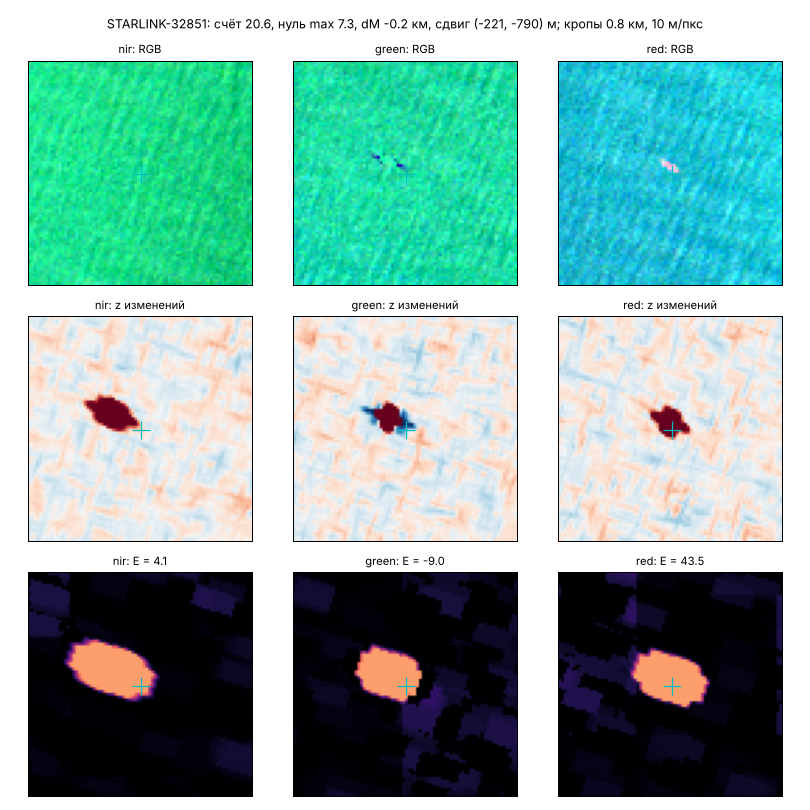 STARLINK-32851: счёт 20.6, нуль max 7.3, dM -0.2 км, сдвиг (-221, -790) м; кропы 0.8 км, 10 м/пкс
nir: RGB
green: RGB
red: RGB
nir: z изменений
green: z изменений
red: z изменений
nir: E = 4.1
green: E = -9.0
red: E = 43.5